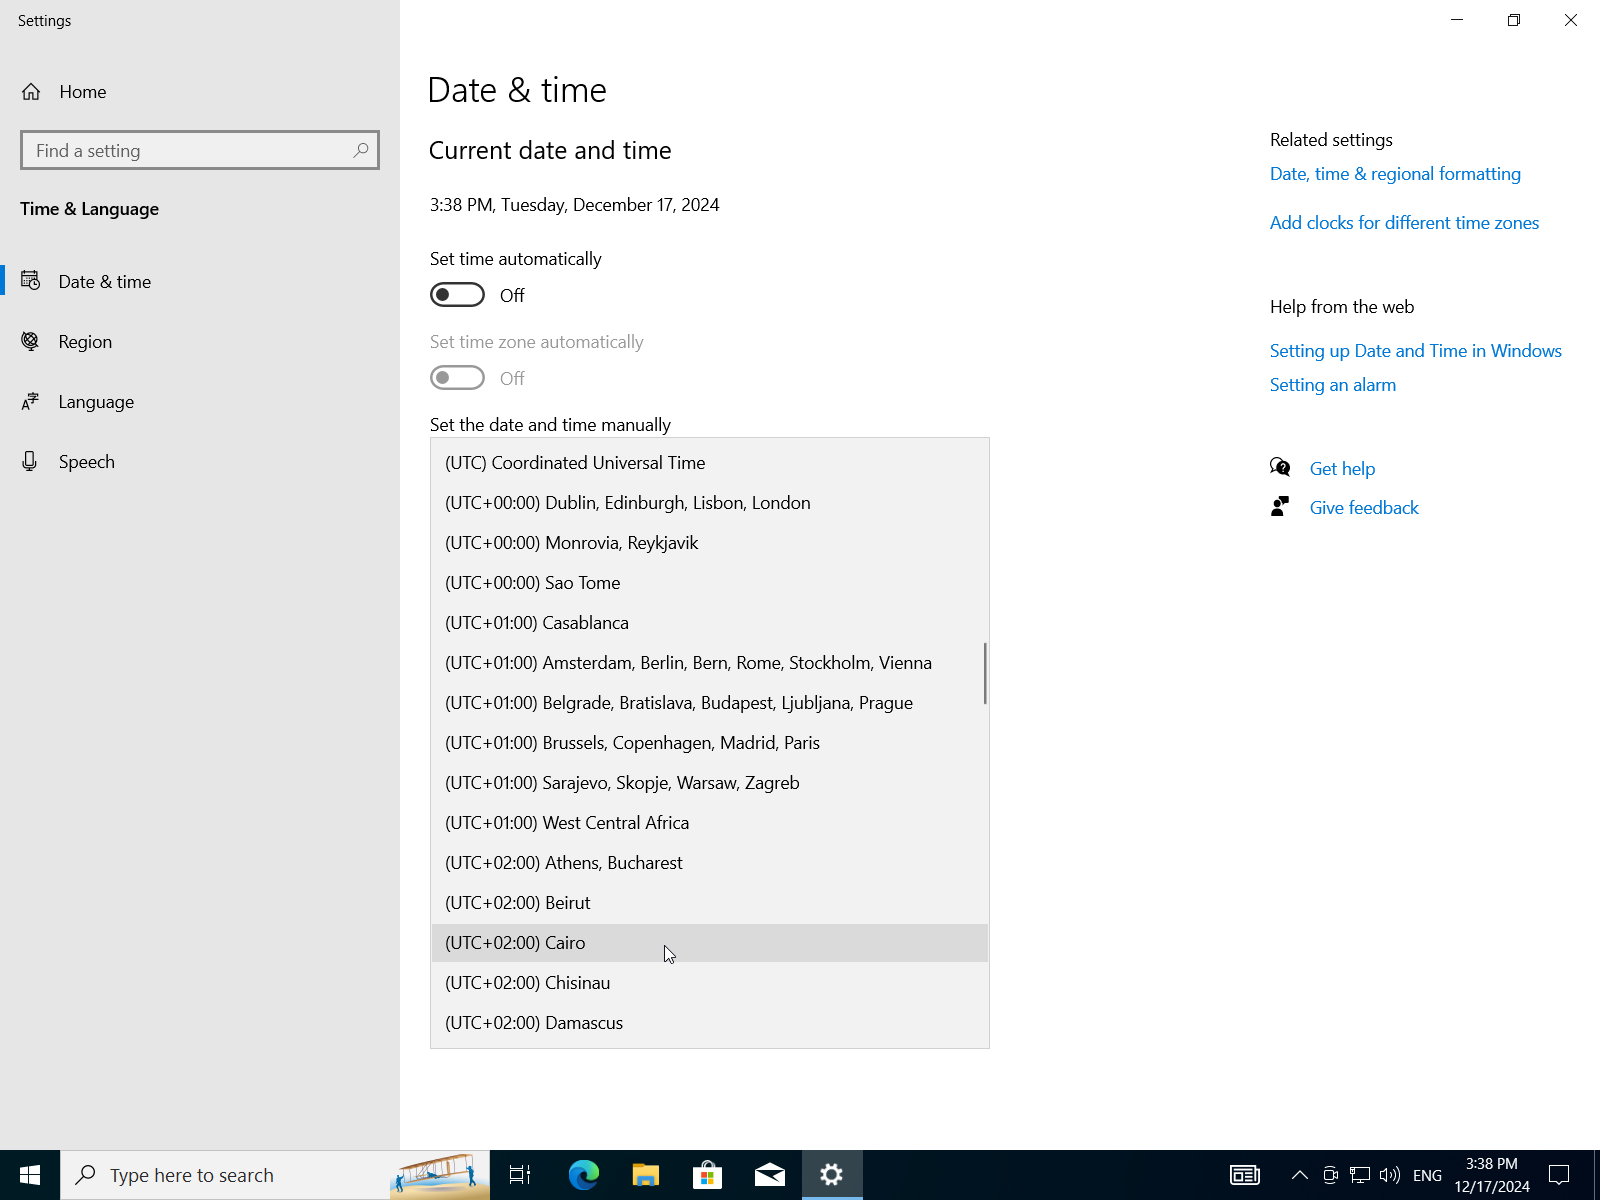 Settings
Home
Find a setting
Time & Language
Date & time
Region
Language
Speech
Date & time
Current date and time
3:38 PM, Tuesday, December 17, 2024
Set time automatically
Off
Set time zone automatically
Off
Set the date and time manually
(UTC) Coordinated Universal Time
(UTC+00:00) Dublin, Edinburgh, Lisbon, London
(UTC+00:00) Monrovia, Reykjavik
(UTC+00:00) Sao Tome
(UTC+01:00) Casablanca
(UTC+01:00) Amsterdam, Berlin, Bern, Rome, Stockholm, Vienna
(UTC+01:00) Belgrade, Bratislava, Budapest, Ljubljana, Prague
(UTC+01:00) Brussels, Copenhagen, Madrid, Paris
(UTC+01:00) Sarajevo, Skopje, Warsaw, Zagreb
(UTC+01:00) West Central Africa
(UTC+02:00) Athens, Bucharest
(UTC+02:00) Beirut
(UTC+02:00) Cairo
(UTC+02:00) Chisinau
(UTC+02:00) Damascus
Related settings
Date, time & regional formatting
Add clocks for different time zones
Help from the web
Setting up Date and Time in Windows
Setting an alarm
Get help
Give feedback
Type here to search
ENG
3:38 PM
12/17/2024